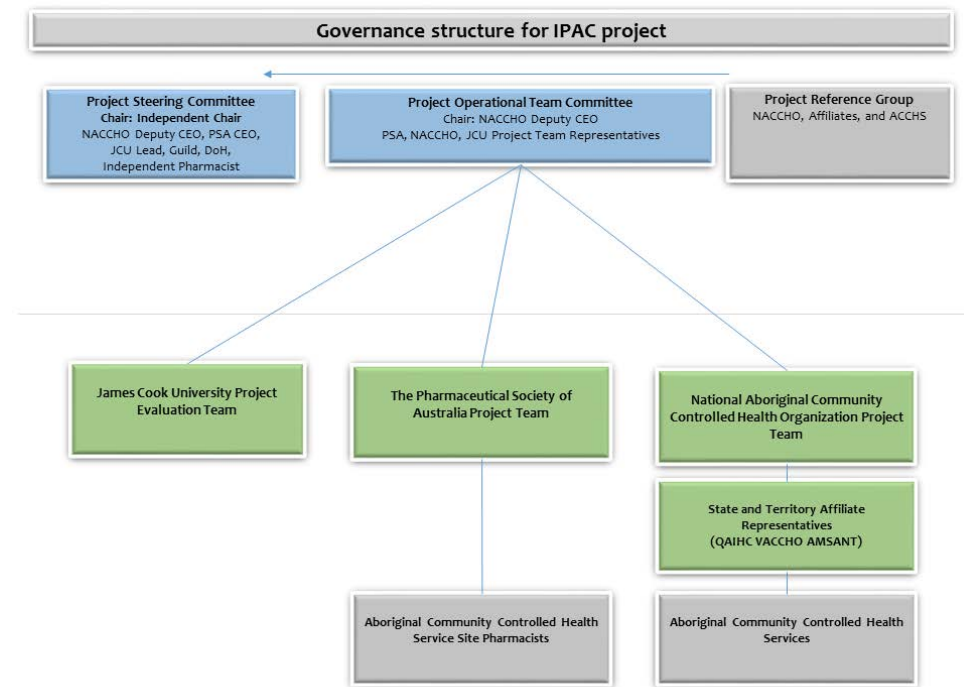 Governance structure for IPAC project
Project Steering Committee
Chair: Independent Chair
NACCHO Deputy CEO, PSA CEO,
JCU Lead, Guild, DoH,
Independent Pharmacist
Project Operational Team Committee
Chair: NACCHO Deputy CEO
PSA, NACCHO, JCU Project Team Representatives
Project Reference Group
NACCHO, Affiliates, and ACCHS
James Cook University Project
Evaluation Team
The Pharmaceutical Society of
Australia Project Team
National Aboriginal Community
Controlled Health Organization Project
Team
State and Territory Affiliate
Representatives
(QAIHC VACCHO AMSANT)
Aboriginal Community Controlled Health
Service Site Pharmacists
Aboriginal Community Controlled Health
Services